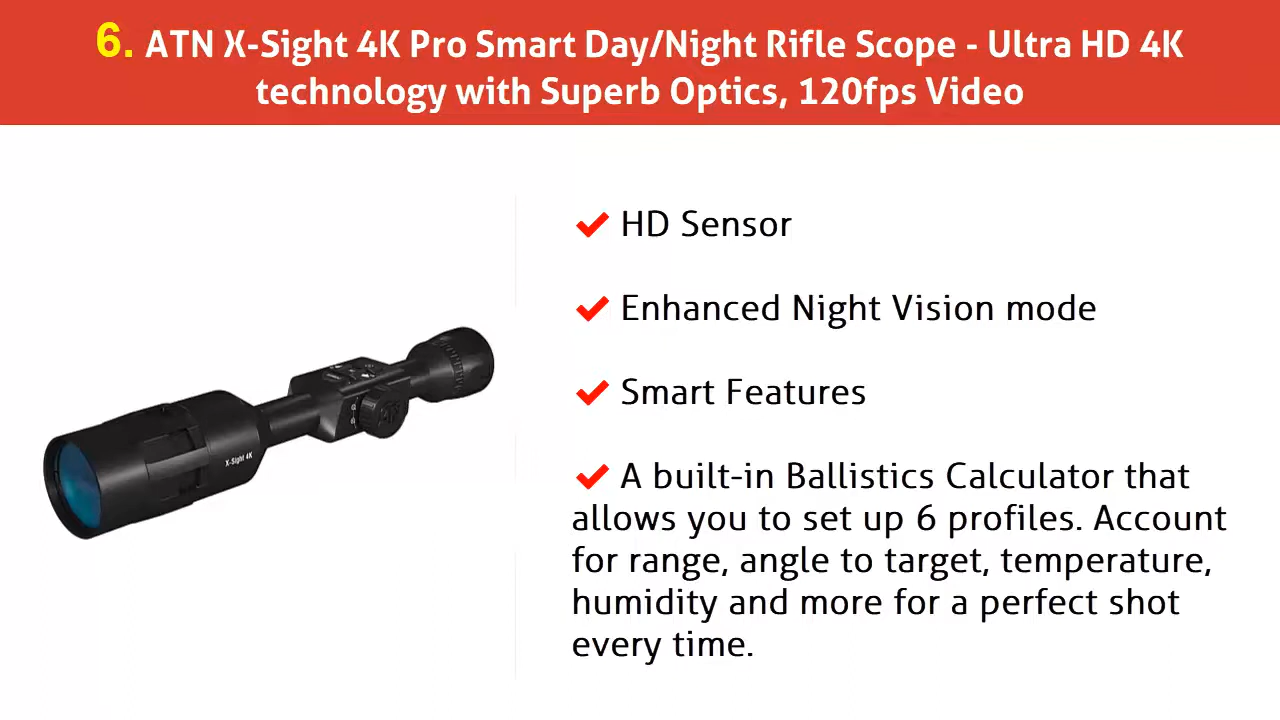 6. ATN X-Sight 4K Pro Smart Day/Night Rifle Scope - Ultra HD 4K
technology with Superb Optics, 120fps Video
HD Sensor
Enhanced Night Vision mode
Smart Features
A built-in Ballistics Calculator that
allows you to set up 6 profiles. Account
for range, angle to target, temperature,
humidity and more for a perfect shot
every time.
X-Sight 4K